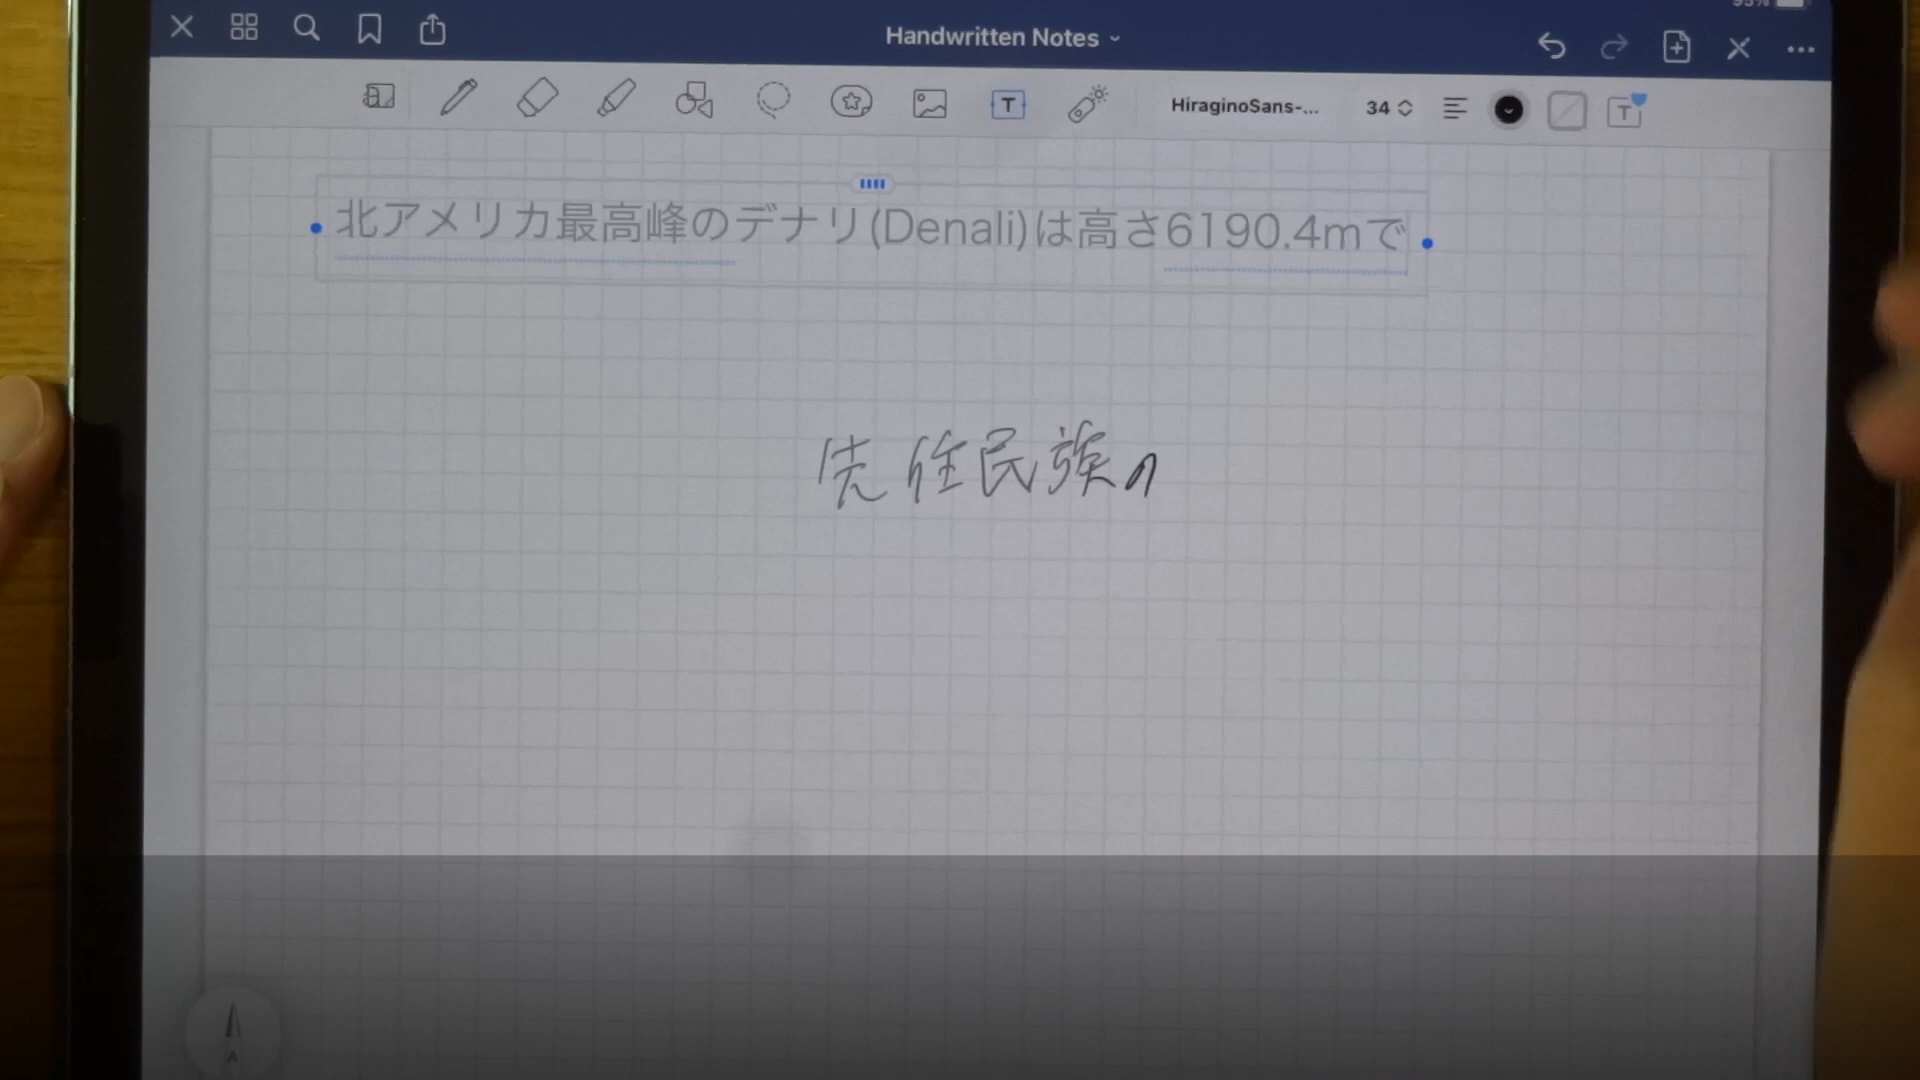 95%
Handwritten Notes
HiraginoSans-...
34
T
T
北アメリカ最高峰のデナリ(Denali)は高さ6190.4mで
先住民族の
A